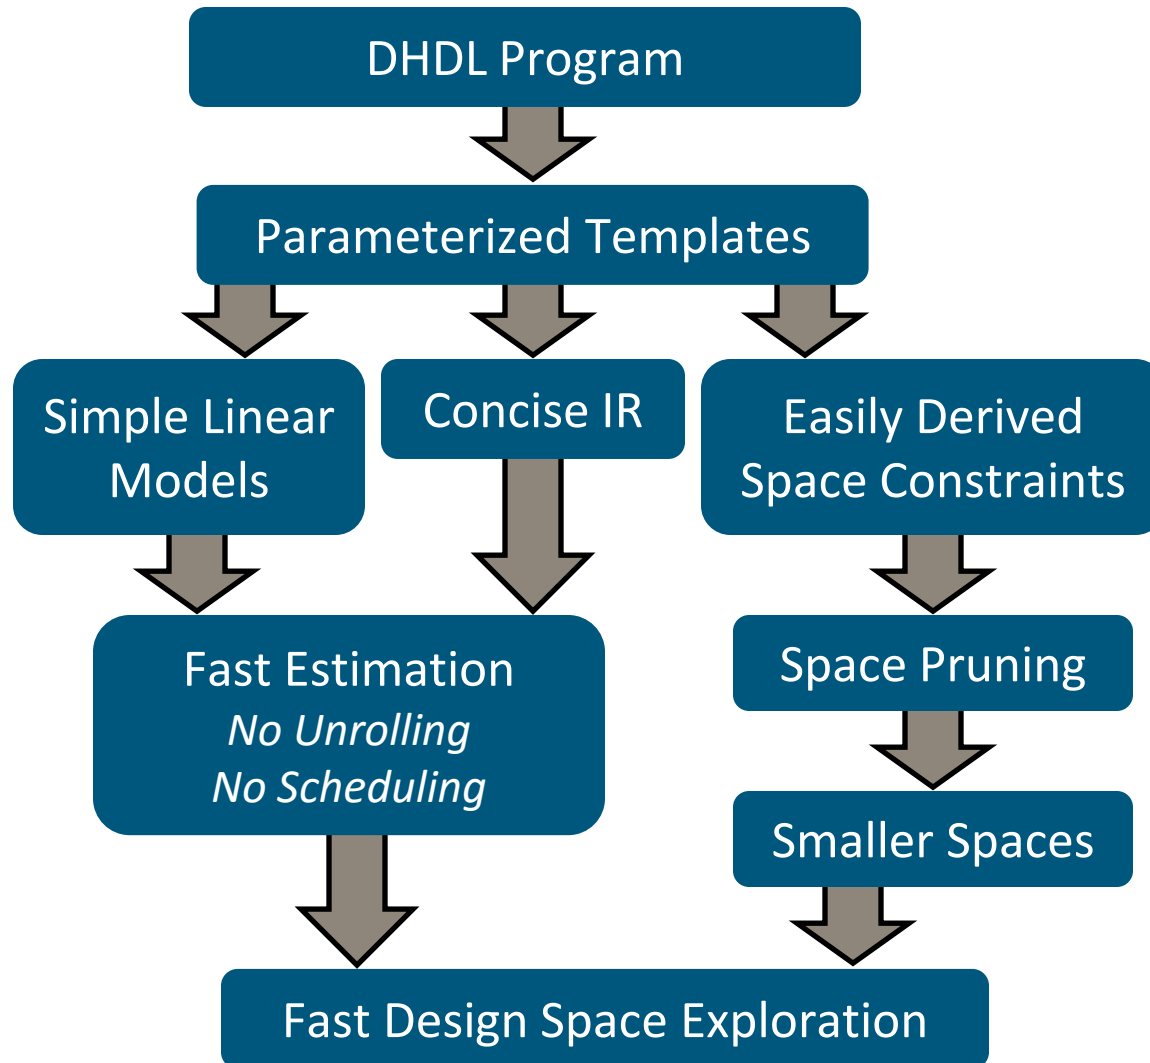 DHDL Program
Parameterized Templates
Simple Linear
Models
Concise IR
Easily Derived
Space Constraints
Fast Estimation
No Unrolling
No Scheduling
Space Pruning
Smaller Spaces
Fast Design Space Exploration